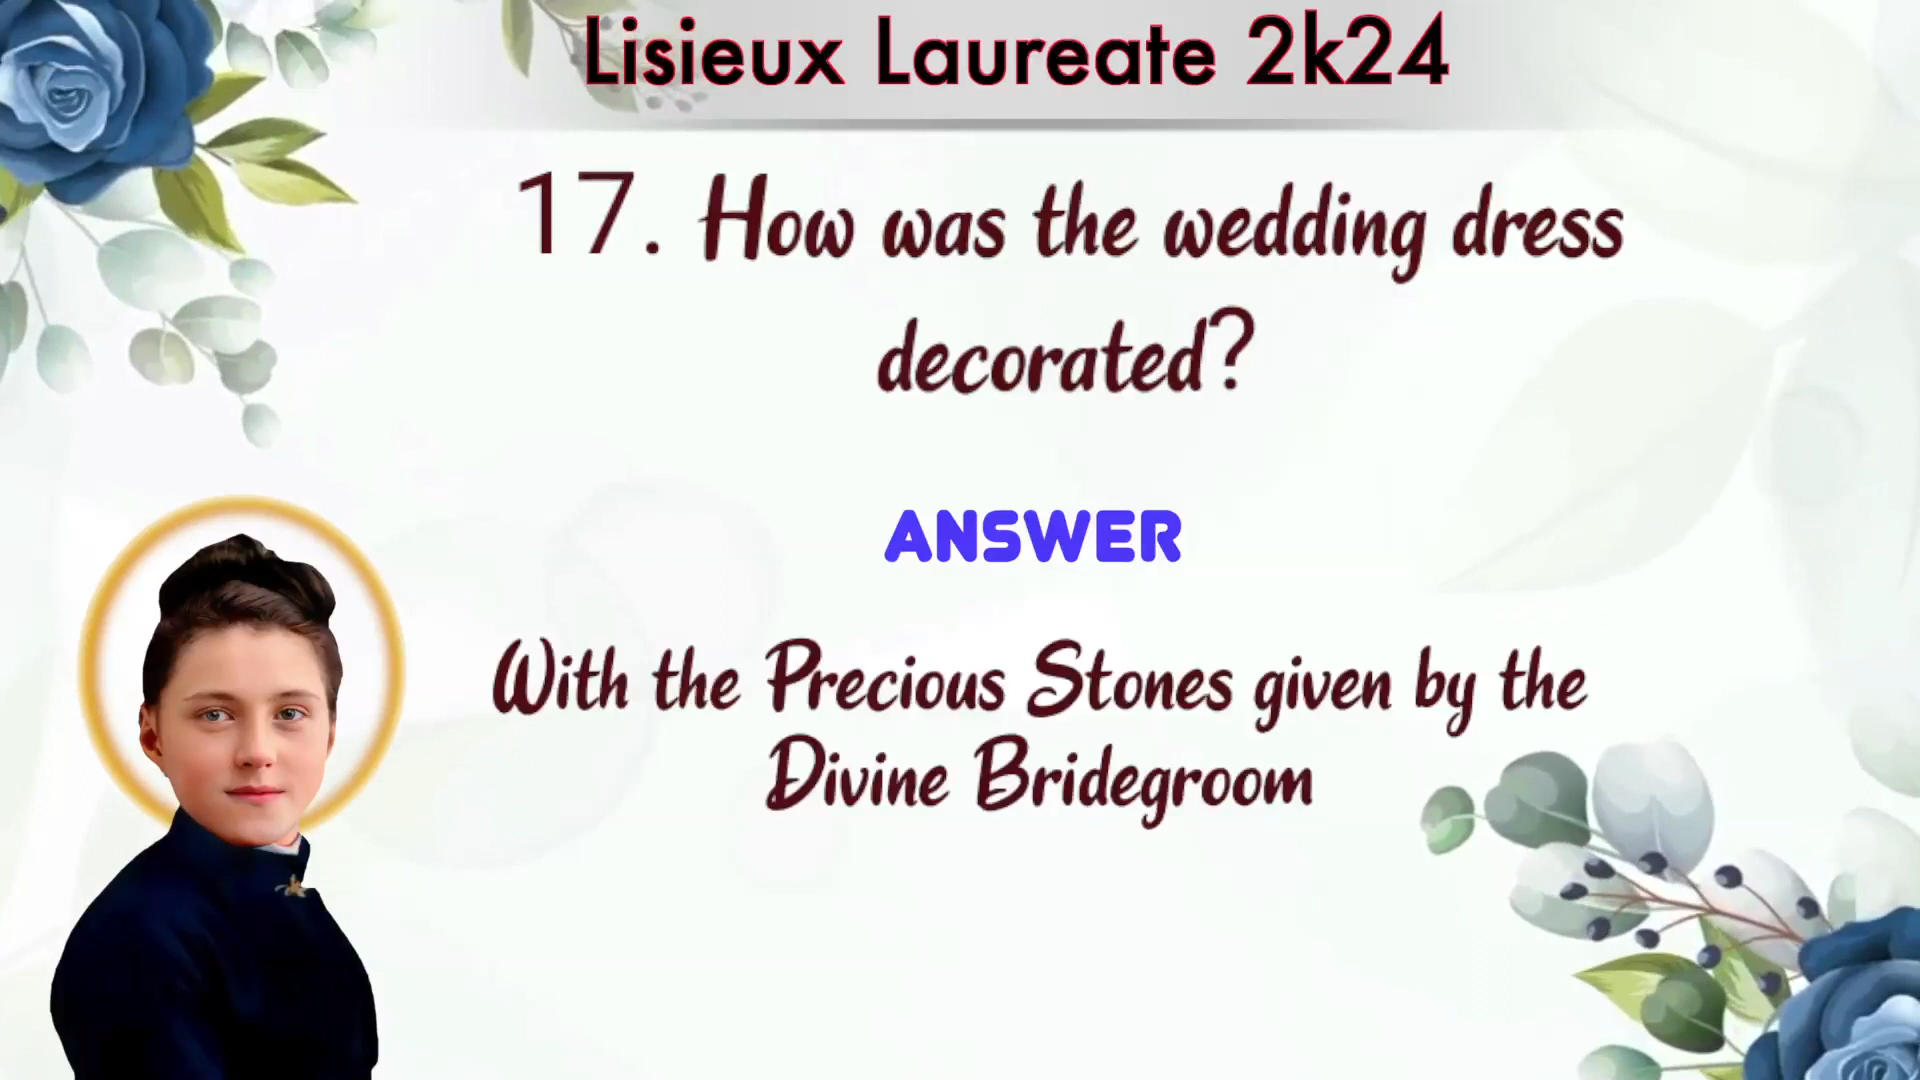 Lisieux Laureate 2k24
17. How was the wedding dress
decorated?
ANSWER
With the Precious Stones given by the
Divine Bridegroom